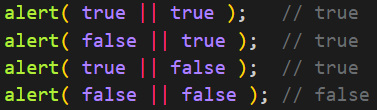 alert( true || true );   // true
alert( false || true );  // true
alert( true || false );  // true
alert( false || false ); // false